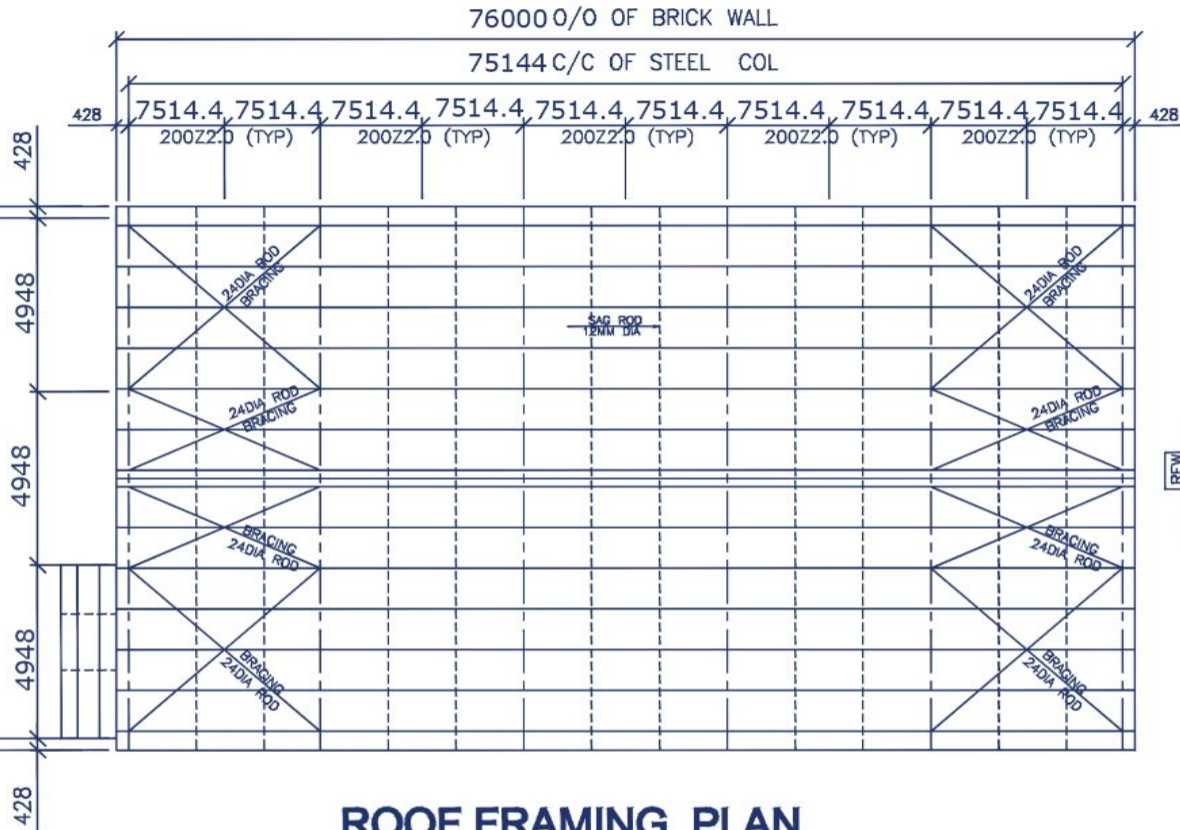 76000 O/O OF BRICK WALL
75144 C/C OF STEEL COL
428 7514.4 7514.4 7514.4 7514.4 7514.4 7514.4 7514.4 7514.4 7514.4 7514.4 428
200Z2.0 (TYP) 200Z2.0 (TYP) 200Z2.0 (TYP) 200Z2.0 (TYP) 200Z2.0 (TYP)
428
4948
4948
4948
428
24DIA ROD
BRACING
24DIA ROD
BRACING
SAG ROD
12MM DIA
24DIA ROD
BRACING
24DIA ROD
BRACING
BRACING
24DIA ROD
BRACING
24DIA ROD
BRACING
24DIA ROD
BRACING
24DIA ROD
ROOF FRAMING PLAN